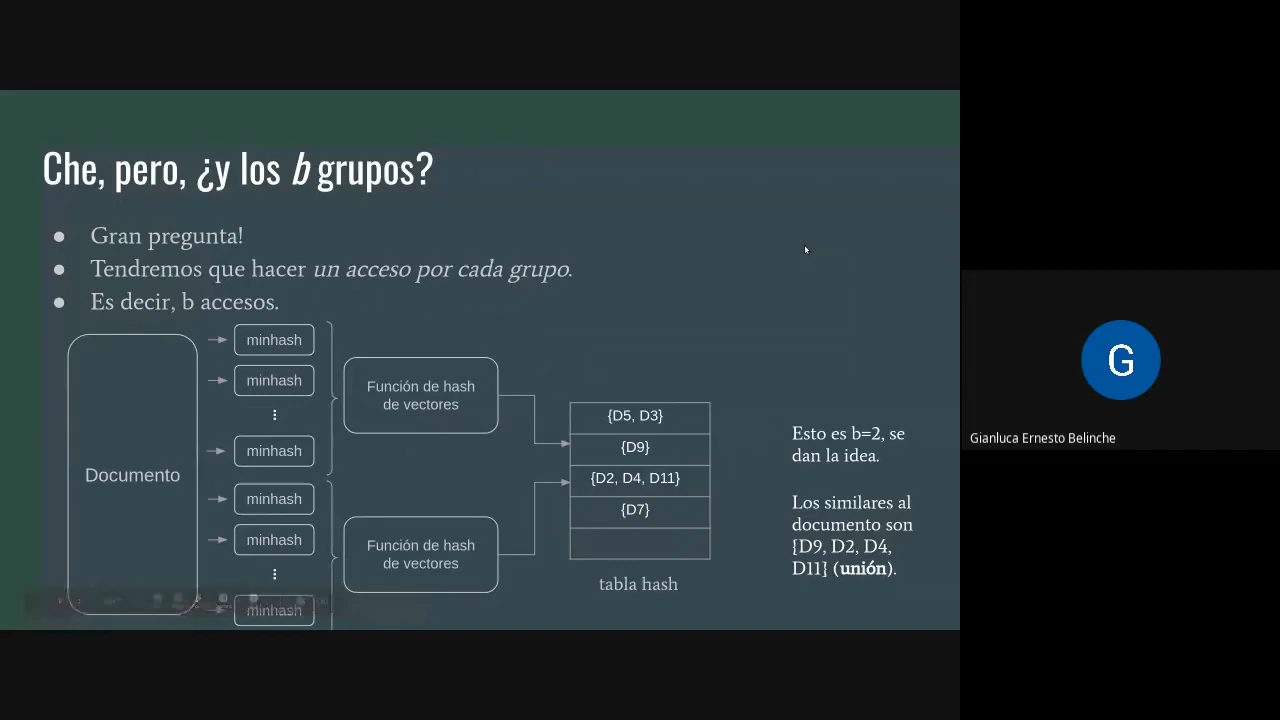 Che, pero, ¿y los b grupos?
● Gran pregunta!
● Tendremos que hacer un acceso por cada grupo.
● Es decir, b accesos.
Documento
minhash
minhash
⋮
minhash
minhash
minhash
⋮
minhash
Función de hash
de vectores
Función de hash
de vectores
{D5, D3}
{D9}
{D2, D4, D11}
{D7}
tabla hash
Esto es b=2, se
dan la idea.
Los similares al
documento son
{D9, D2, D4,
D11} (unión).
G
Gianluca Ernesto Belinche